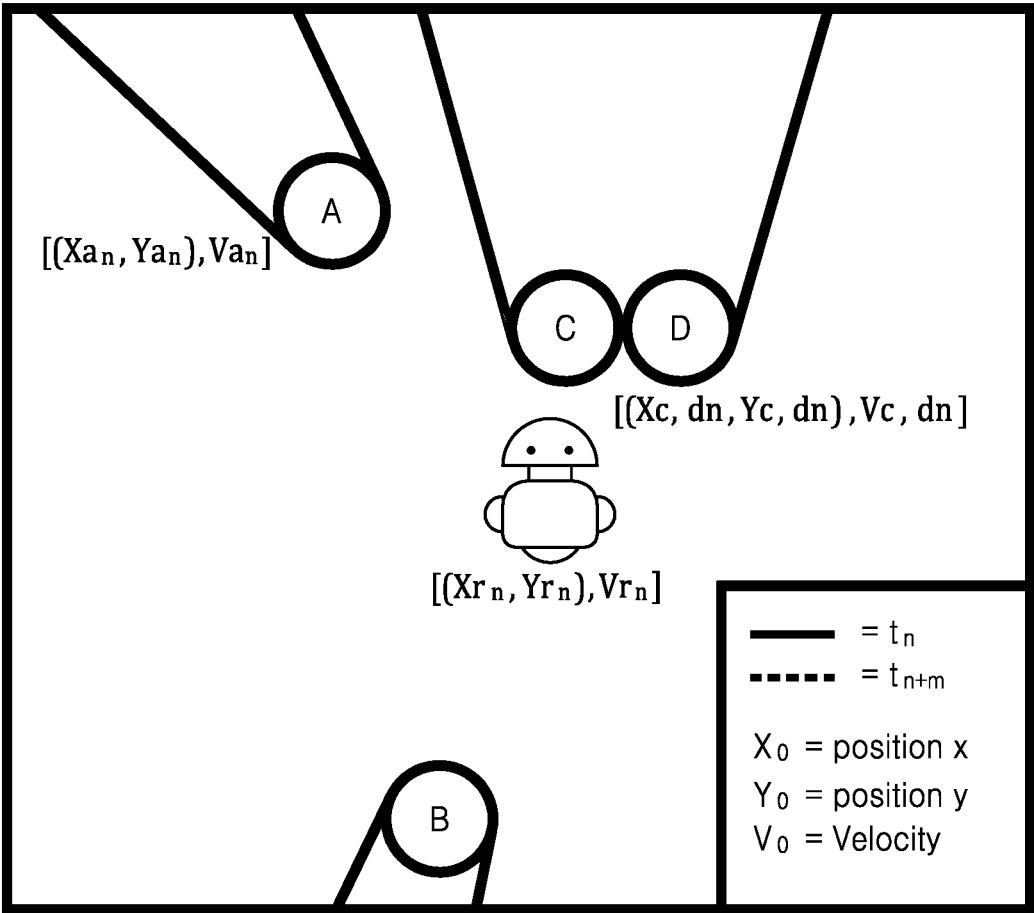 A
[(Xaₙ, Yaₙ), Vaₙ]
C D
[(Xc, dn, Yc, dn), Vc, dn]
[(Xrₙ, Yrₙ), Vrₙ]
= tₙ
= tₙ₊ₘ
X₀ = position x
Y₀ = position y
V₀ = Velocity
B